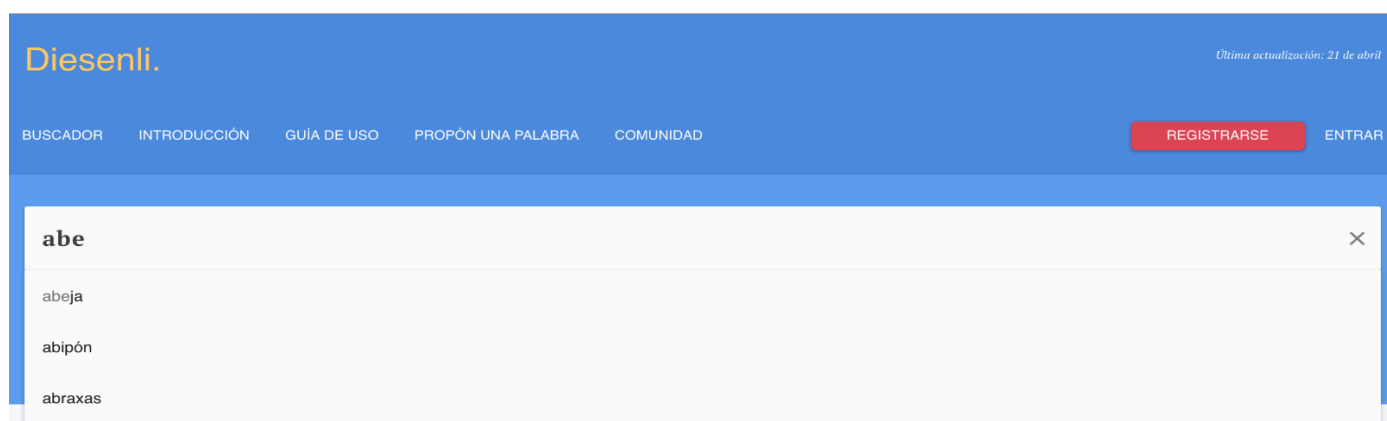 Diesenli.
Última actualización: 21 de abril
BUSCADOR INTRODUCCIÓN GUÍA DE USO PROPÓN UNA PALABRA COMUNIDAD REGISTRARSE ENTRAR
abe
abeja
abipón
abraxas